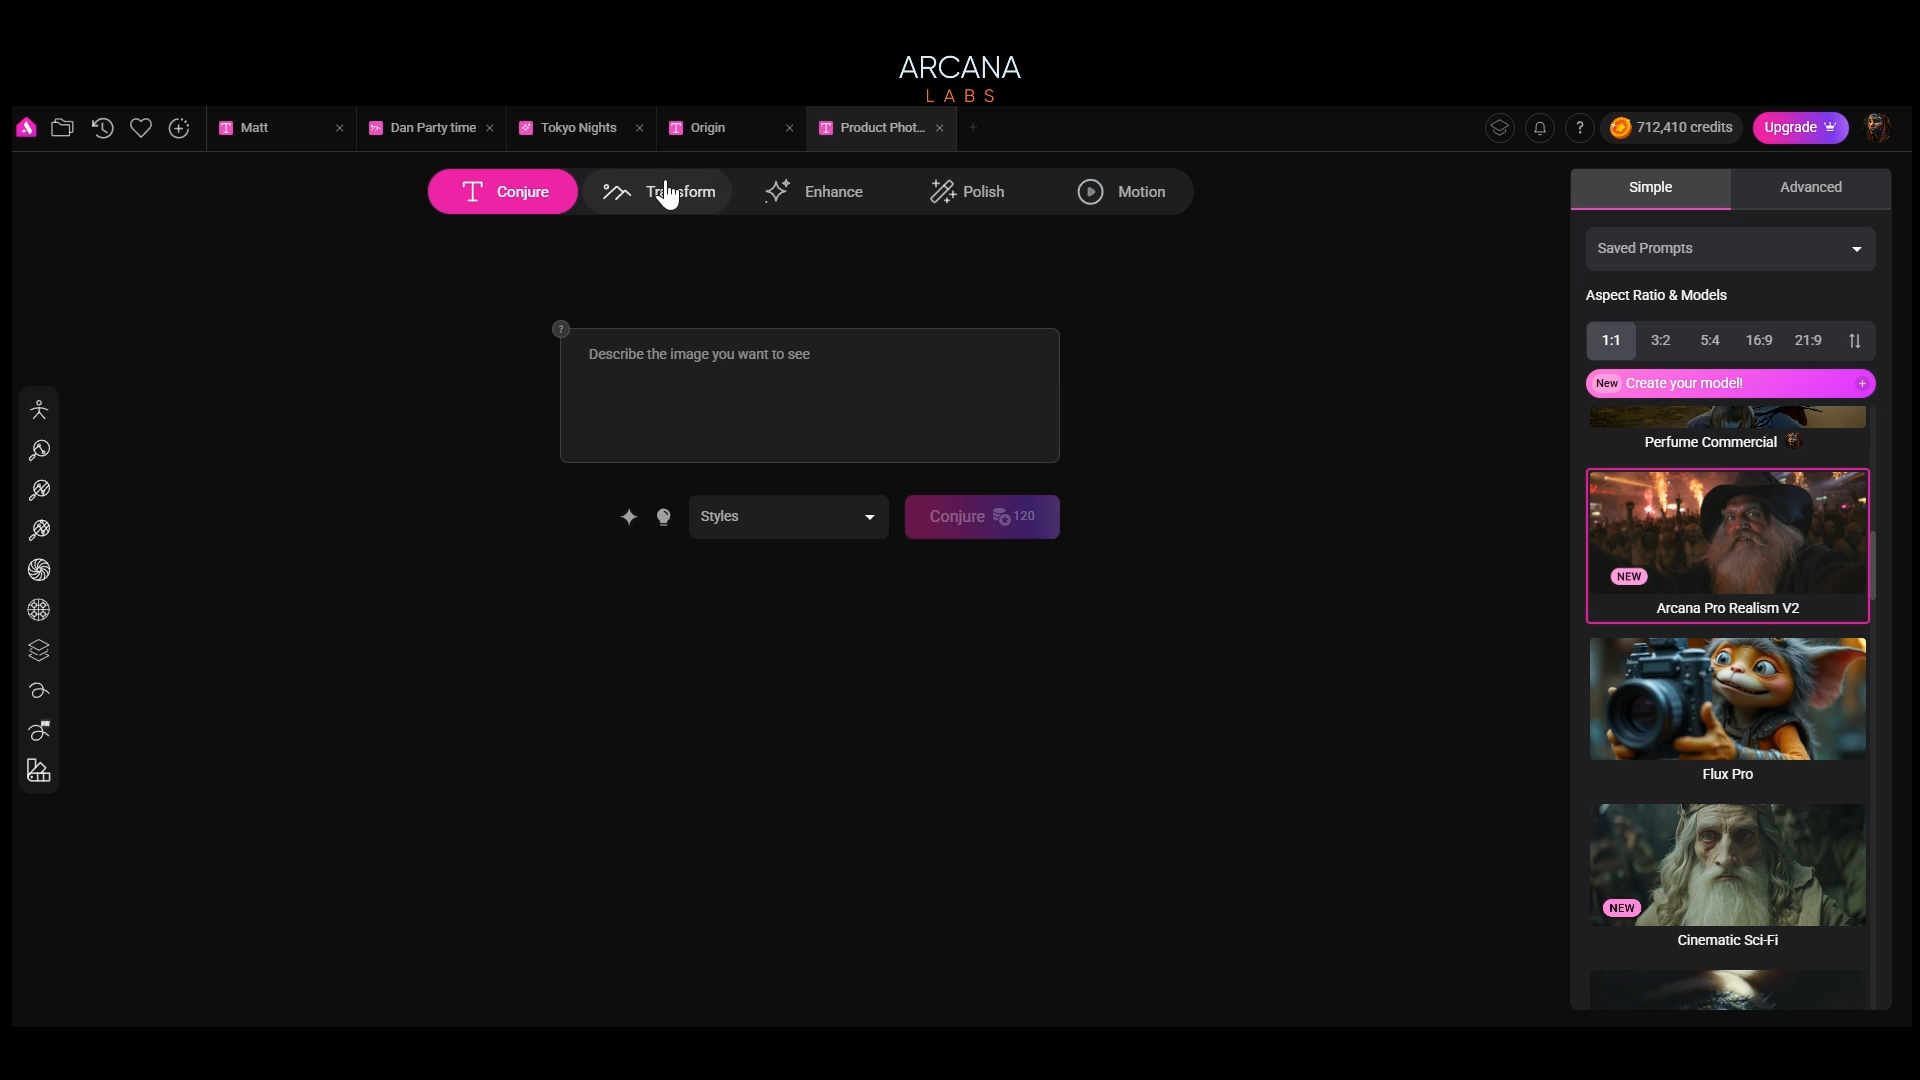 ARCANA
LABS
Matt
Dan Party time
Tokyo Nights
Origin
Product Phot...
?
712,410 credits
Upgrade
Conjure
Transform
Enhance
Polish
Motion
Simple
Advanced
Saved Prompts
Aspect Ratio & Models
1:1
3:2
5:4
16:9
21:9
New
Create your model!
?
Describe the image you want to see
Styles
Conjure
120
Perfume Commercial
NEW
Arcana Pro Realism V2
Flux Pro
NEW
Cinematic Sci-Fi